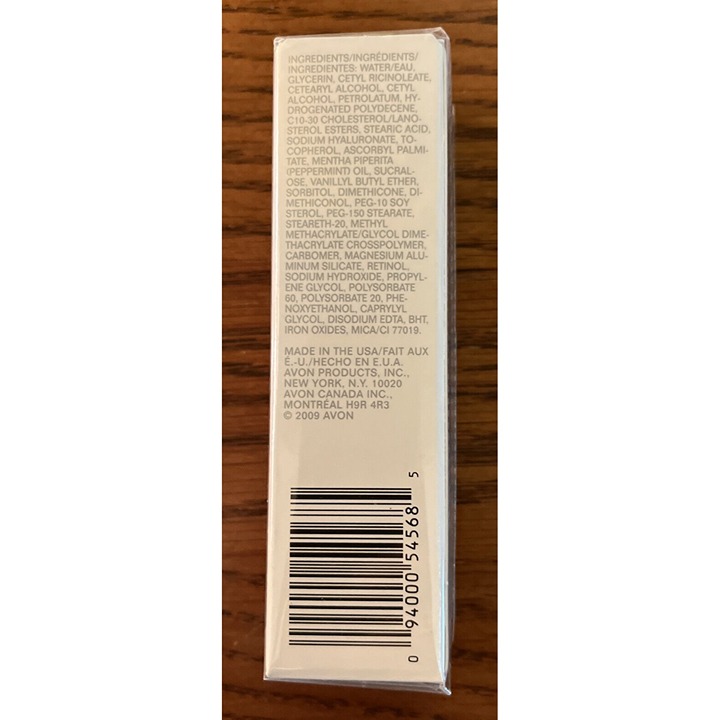 INGREDIENTS/INGRÉDIENTS/
INGREDIENTES: WATER/EAU,
GLYCERIN, CETYL RICINOLEATE,
CETEARYL ALCOHOL, CETYL
ALCOHOL, PETROLATUM, HY-
DROGENATED POLYDECENE,
C10-30 CHOLESTEROL/LANO-
STEROL ESTERS, STEARIC ACID,
SODIUM HYALURONATE, TO-
COPHEROL, ASCORBYL PALMI-
TATE, MENTHA PIPERITA
(PEPPERMINT) OIL, SUCRAL-
OSE, VANILLYL BUTYL ETHER,
SORBITOL, DIMETHICONE, DI-
METHICONOL, PEG-10 SOY
STEROL, PEG-150 STEARATE,
STEARETH-20, METHYL
METHACRYLATE/GLYCOL DIME-
THACRYLATE CROSSPOLYMER,
CARBOMER, MAGNESIUM ALU-
MINUM SILICATE, RETINOL,
SODIUM HYDROXIDE, PROPYL-
ENE GLYCOL, POLYSORBATE
60, POLYSORBATE 20, PHE-
NOXYETHANOL, CAPRYLYL
GLYCOL, DISODIUM EDTA, BHT,
IRON OXIDES, MICA/CI 77019.
MADE IN THE USA/FAIT AUX
É.-U./HECHO EN E.U.A.
AVON PRODUCTS, INC.,
NEW YORK, N.Y. 10020
AVON CANADA INC.,
MONTRÉAL H9R 4R3
© 2009 AVON
0 94000 54568 5